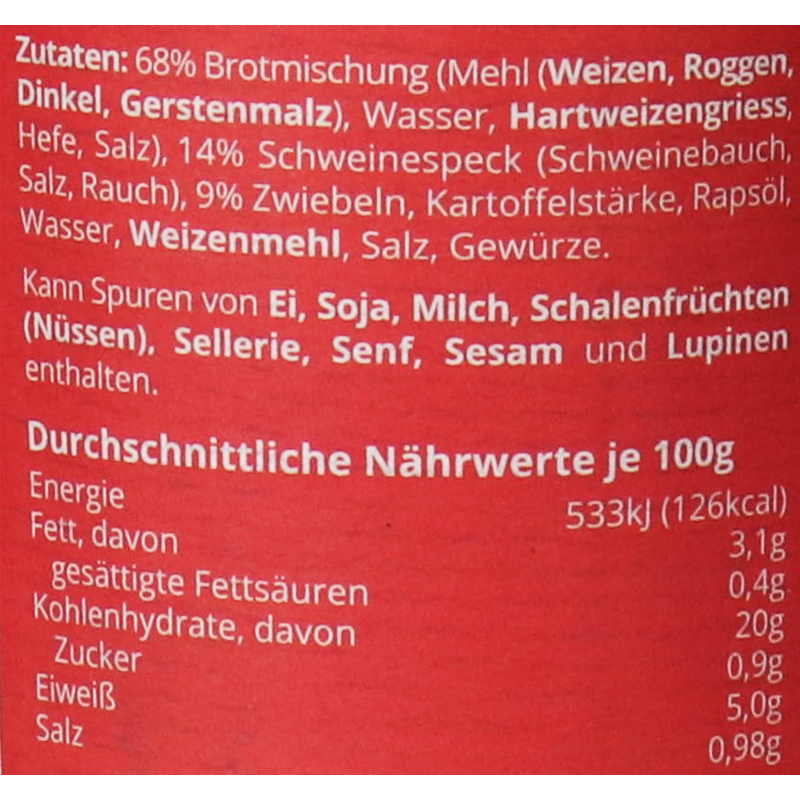 Zutaten: 68% Brotmischung (Mehl (Weizen, Roggen,
Dinkel, Gerstenmalz), Wasser, Hartweizengriess,
Hefe, Salz), 14% Schweinespeck (Schweinebauch,
Salz, Rauch), 9% Zwiebeln, Kartoffelstärke, Rapsöl,
Wasser, Weizenmehl, Salz, Gewürze.
Kann Spuren von Ei, Soja, Milch, Schalenfrüchten
(Nüssen), Sellerie, Senf, Sesam und Lupinen
enthalten.
Durchschnittliche Nährwerte je 100g
Energie 533kJ (126kcal)
Fett, davon 3,1g
gesättigte Fettsäuren 0,4g
Kohlenhydrate, davon 20g
Zucker 0,9g
Eiweiß 5,0g
Salz 0,98g